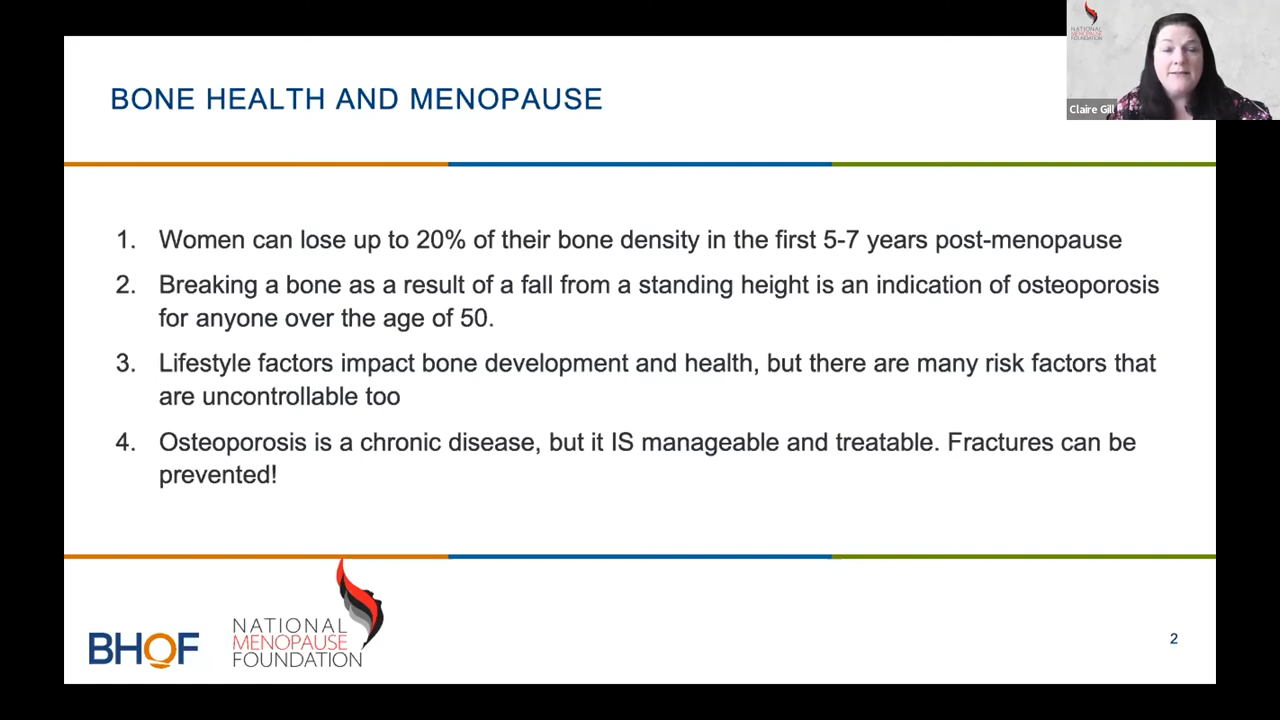 NATIONAL
MENOPAUSE
FOUNDATION
Claire Gill
BONE HEALTH AND MENOPAUSE
1. Women can lose up to 20% of their bone density in the first 5-7 years post-menopause
2. Breaking a bone as a result of a fall from a standing height is an indication of osteoporosis
for anyone over the age of 50.
3. Lifestyle factors impact bone development and health, but there are many risk factors that
are uncontrollable too
4. Osteoporosis is a chronic disease, but it IS manageable and treatable. Fractures can be
prevented!
BHOF
NATIONAL
MENOPAUSE
FOUNDATION
2